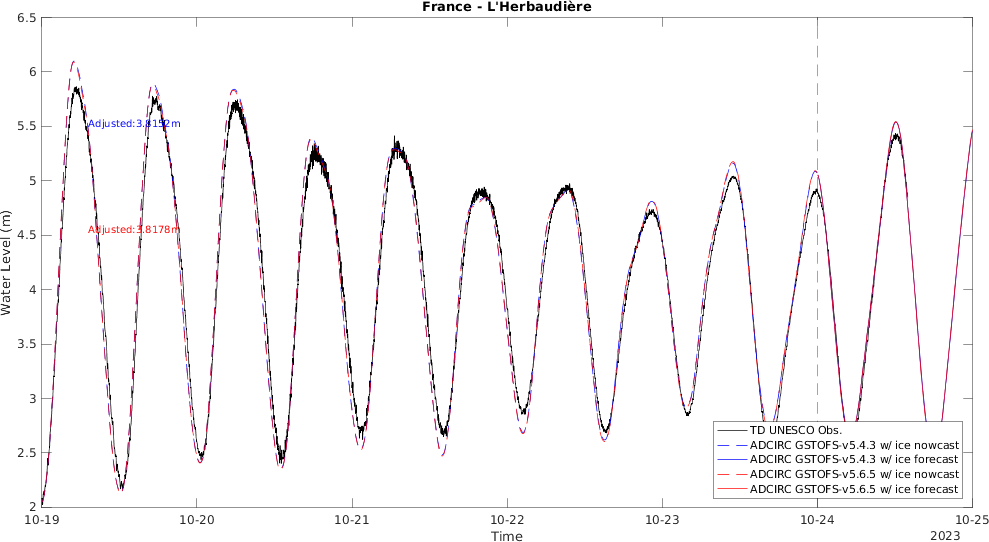 France - L'Herbaudière
6.5
6
5.5
5
4.5
4
3.5
3
2.5
2
Water Level (m)
Adjusted:3.8152m
Adjusted:3.8178m
TD UNESCO Obs.
ADCIRC GSTOFS-v5.4.3 w/ ice nowcast
ADCIRC GSTOFS-v5.4.3 w/ ice forecast
ADCIRC GSTOFS-v5.6.5 w/ ice nowcast
ADCIRC GSTOFS-v5.6.5 w/ ice forecast
10-19 10-20 10-21 10-22 10-23 10-24 10-25
Time
2023